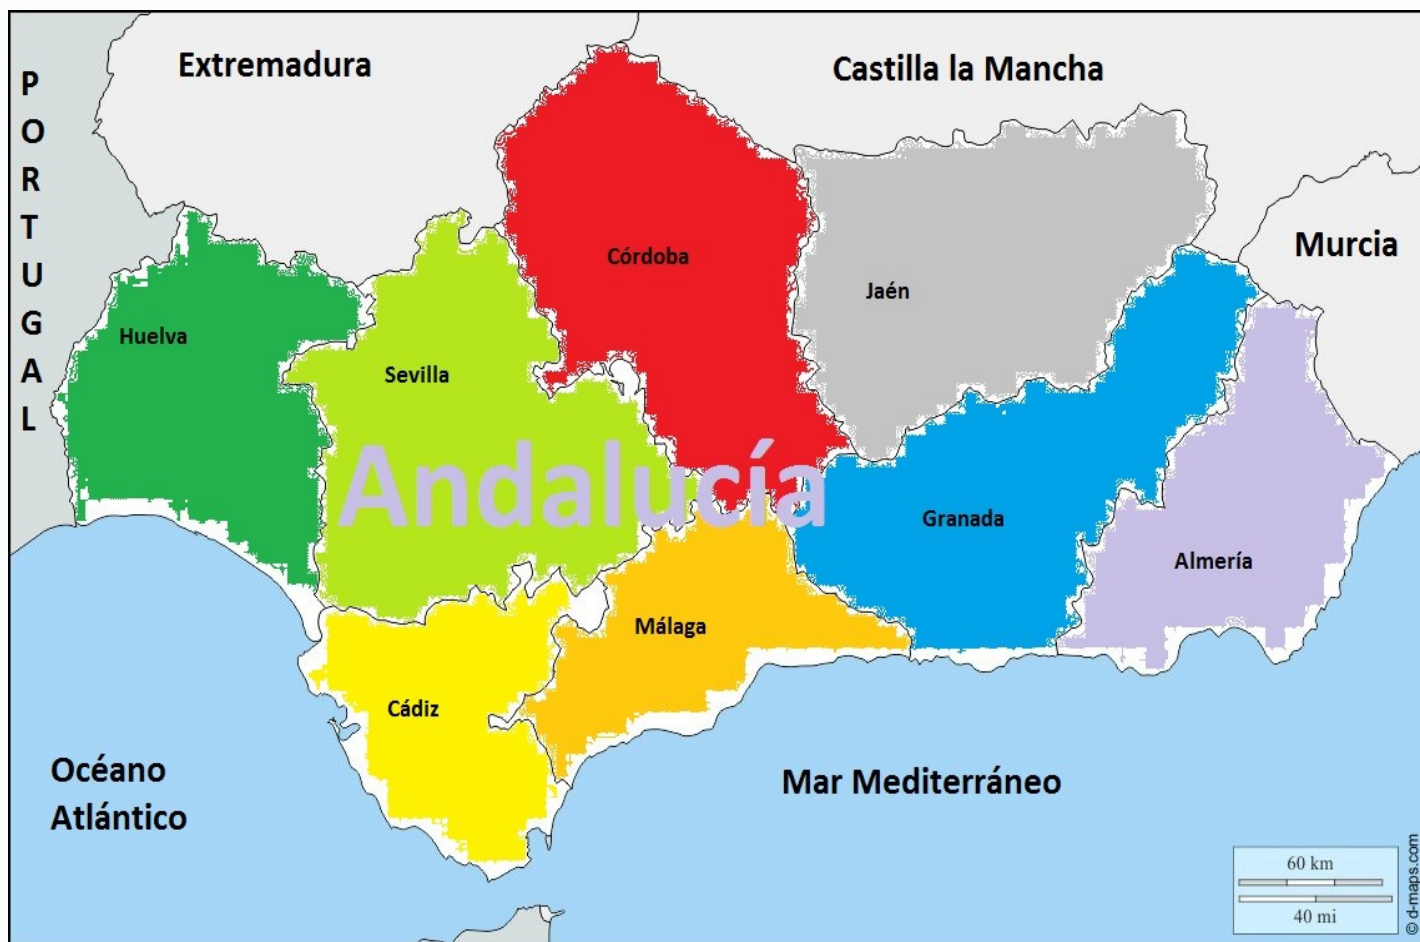 Extremadura
Castilla la Mancha
PORTUGAL
Murcia
Córdoba
Jaén
Huelva
Sevilla
Andalucía
Granada
Almería
Málaga
Cádiz
Océano
Atlántico
Mar Mediterráneo
60 km
40 mi
© d-maps.com